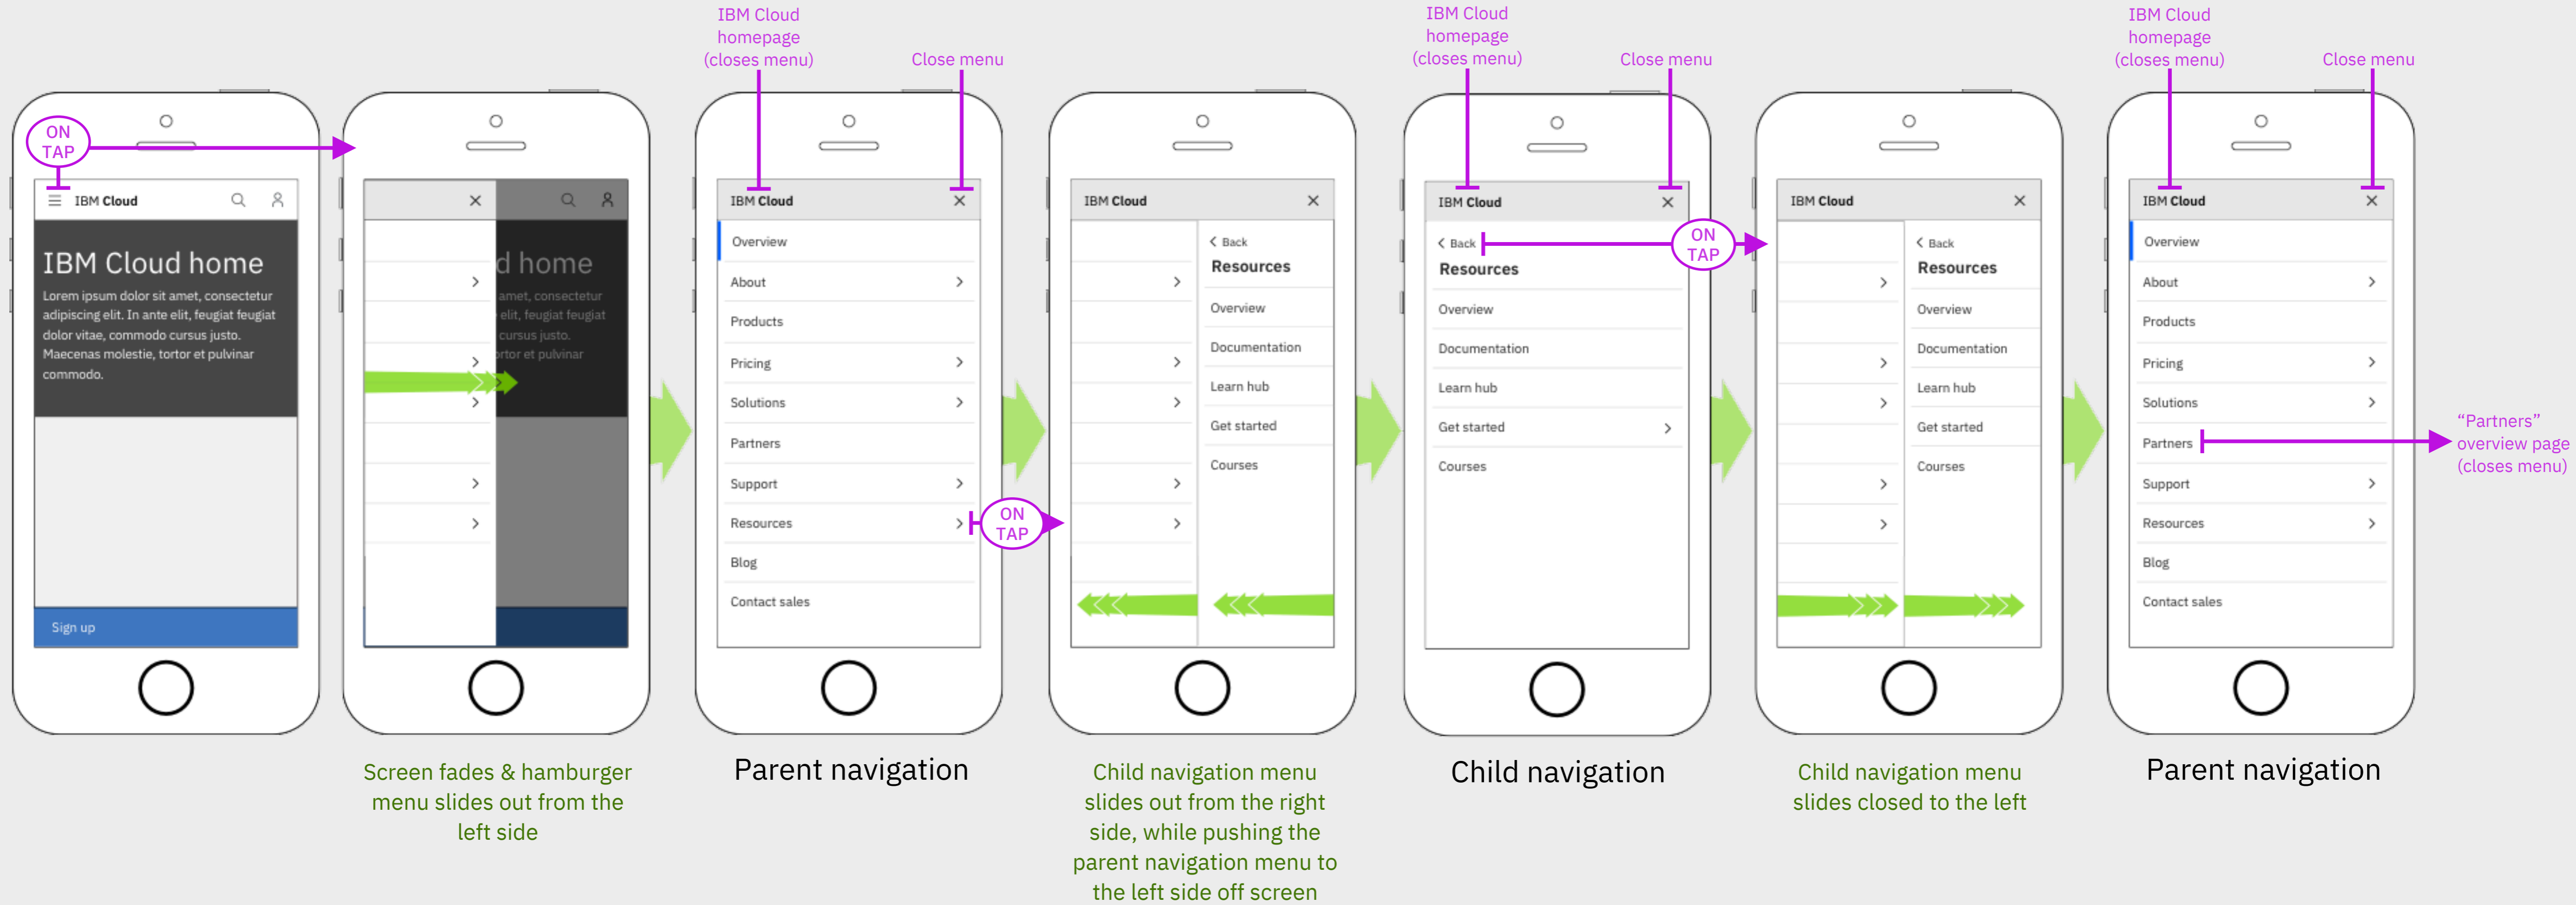 IBM Cloud
homepage
(closes menu)
Close menu
IBM Cloud
homepage
(closes menu)
Close menu
IBM Cloud
homepage
(closes menu)
Close menu
ON
TAP
IBM Cloud
IBM Cloud home
Lorem ipsum dolor sit amet, consectetur
adipiscing elit. In ante elit, feugiat feugiat
dolor vitae, commodo cursus justo.
Maecenas molestie, tortor et pulvinar
commodo.
Sign up
d home
amet, consectetur
elit, feugiat feugiat
cursus justo.
ortor et pulvinar
Screen fades & hamburger
menu slides out from the
left side
IBM Cloud
Overview
About
Products
Pricing
Solutions
Partners
Support
Resources
Blog
Contact sales
ON
TAP
Parent navigation
IBM Cloud
Back
Resources
Overview
Documentation
Learn hub
Get started
Courses
Child navigation menu
slides out from the right
side, while pushing the
parent navigation menu to
the left side off screen
IBM Cloud
Back
Resources
Overview
Documentation
Learn hub
Get started
Courses
ON
TAP
Child navigation
IBM Cloud
Back
Resources
Overview
Documentation
Learn hub
Get started
Courses
Child navigation menu
slides closed to the left
IBM Cloud
Overview
About
Products
Pricing
Solutions
Partners
Support
Resources
Blog
Contact sales
Parent navigation
“Partners”
overview page
(closes menu)